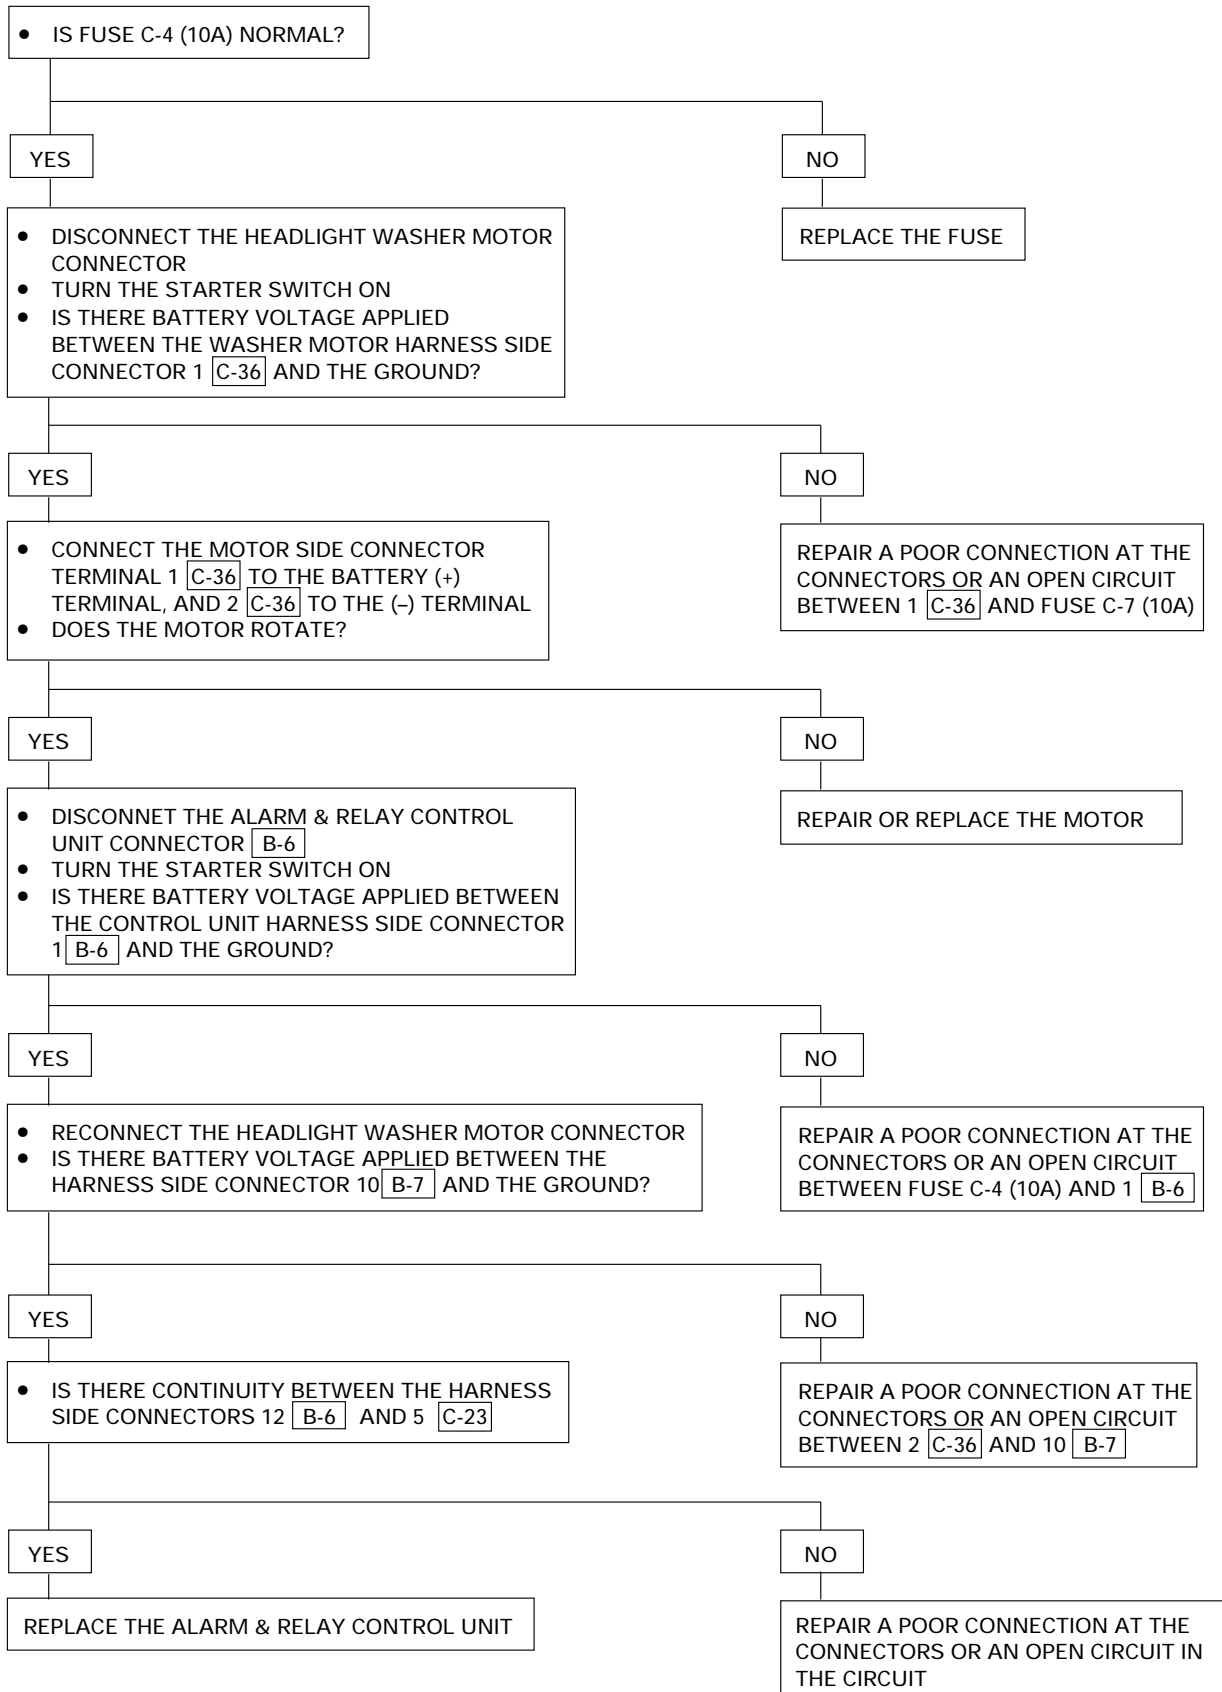 • IS FUSE C-4 (10A) NORMAL?
YES
NO
• DISCONNECT THE HEADLIGHT WASHER MOTOR
CONNECTOR
• TURN THE STARTER SWITCH ON
• IS THERE BATTERY VOLTAGE APPLIED
BETWEEN THE WASHER MOTOR HARNESS SIDE
CONNECTOR 1 C-36 AND THE GROUND?
REPLACE THE FUSE
YES
NO
• CONNECT THE MOTOR SIDE CONNECTOR
TERMINAL 1 C-36 TO THE BATTERY (+)
TERMINAL, AND 2 C-36 TO THE (–) TERMINAL
• DOES THE MOTOR ROTATE?
REPAIR A POOR CONNECTION AT THE
CONNECTORS OR AN OPEN CIRCUIT
BETWEEN 1 C-36 AND FUSE C-7 (10A)
YES
NO
• DISCONNET THE ALARM & RELAY CONTROL
UNIT CONNECTOR B-6
• TURN THE STARTER SWITCH ON
• IS THERE BATTERY VOLTAGE APPLIED BETWEEN
THE CONTROL UNIT HARNESS SIDE CONNECTOR
1 B-6 AND THE GROUND?
REPAIR OR REPLACE THE MOTOR
YES
NO
• RECONNECT THE HEADLIGHT WASHER MOTOR CONNECTOR
• IS THERE BATTERY VOLTAGE APPLIED BETWEEN THE
HARNESS SIDE CONNECTOR 10 B-7 AND THE GROUND?
REPAIR A POOR CONNECTION AT THE
CONNECTORS OR AN OPEN CIRCUIT
BETWEEN FUSE C-4 (10A) AND 1 B-6
YES
NO
• IS THERE CONTINUITY BETWEEN THE HARNESS
SIDE CONNECTORS 12 B-6 AND 5 C-23
REPAIR A POOR CONNECTION AT THE
CONNECTORS OR AN OPEN CIRCUIT
BETWEEN 2 C-36 AND 10 B-7
YES
NO
REPLACE THE ALARM & RELAY CONTROL UNIT
REPAIR A POOR CONNECTION AT THE
CONNECTORS OR AN OPEN CIRCUIT IN
THE CIRCUIT